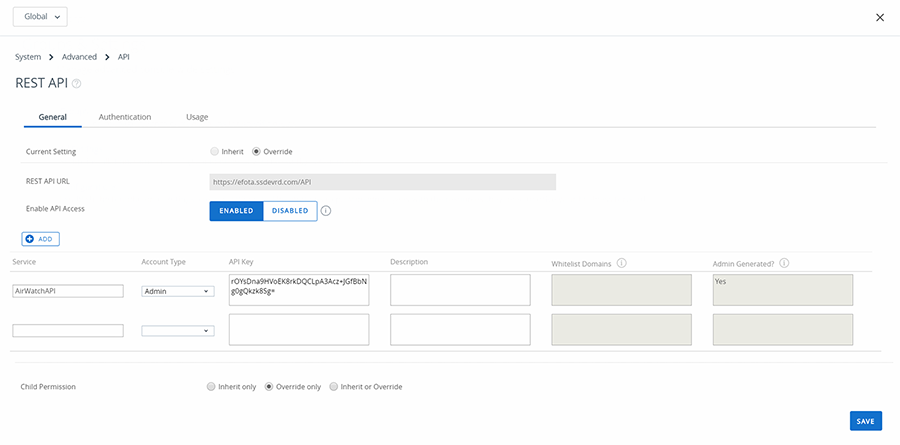 Global
System > Advanced > API
REST API
General Authentication Usage
Current Setting Inherit Override
REST API URL https://efota.ssdevrd.com/API
Enable API Access ENABLED DISABLED
ADD
Service Account Type API Key Description Whitelist Domains Admin Generated?
AirWatchAPI Admin rOYsDna9HVoEK8rkDQCLpA3Acz+JGfBbN Yes
g0gQkzk8Sg=
Child Permission Inherit only Override only Inherit or Override
SAVE